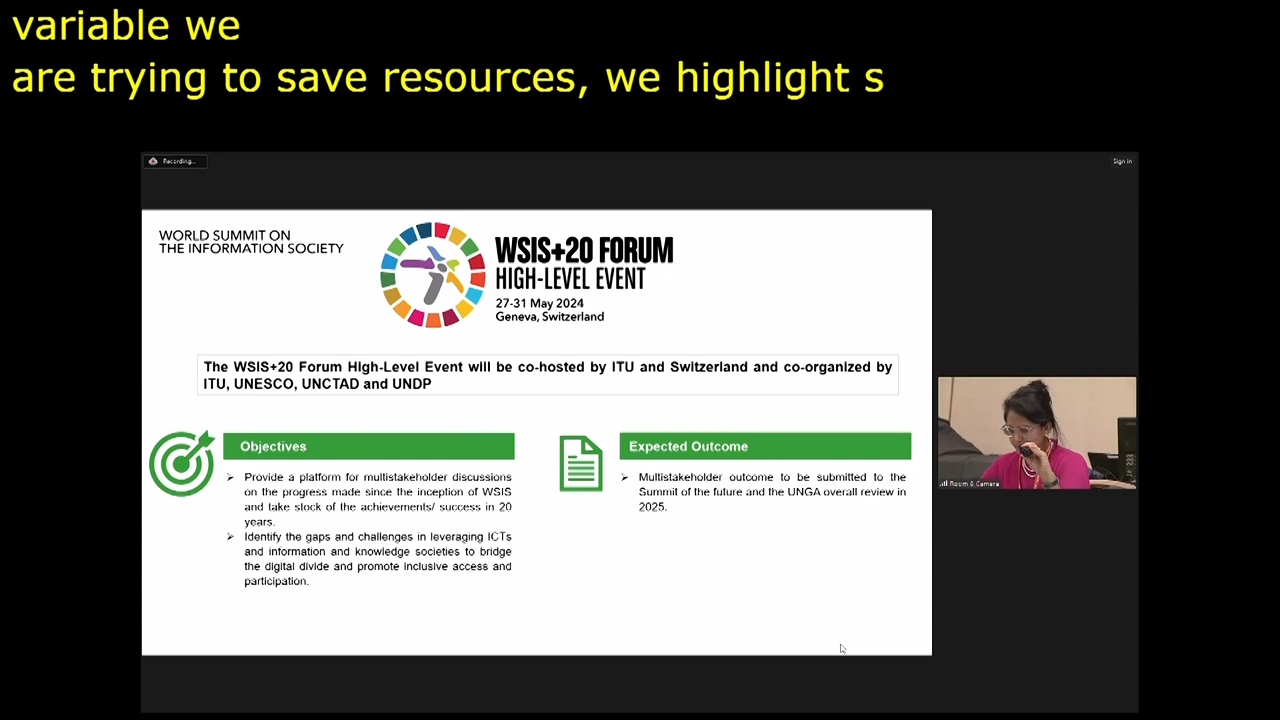 variable we
are trying to save resources, we highlight s
Recording...
Sign in
WORLD SUMMIT ON
THE INFORMATION SOCIETY
WSIS+20 FORUM
HIGH-LEVEL EVENT
27-31 May 2024
Geneva, Switzerland
The WSIS+20 Forum High-Level Event will be co-hosted by ITU and Switzerland and co-organized by
ITU, UNESCO, UNCTAD and UNDP
Objectives
➢ Provide a platform for multistakeholder discussions
on the progress made since the inception of WSIS
and take stock of the achievements/ success in 20
years.
➢ Identify the gaps and challenges in leveraging ICTs
and information and knowledge societies to bridge
the digital divide and promote inclusive access and
participation.
Expected Outcome
➢ Multistakeholder outcome to be submitted to the
Summit of the future and the UNGA overall review in
2025.
Room 6 Camera